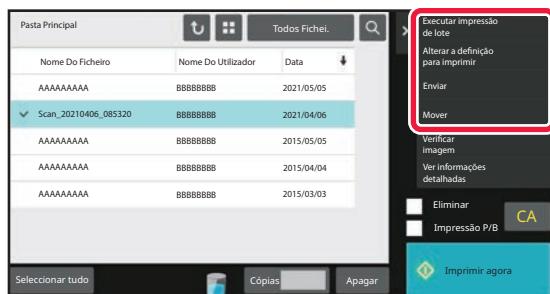 Pasta Principal
Todos Fichei.
Nome Do Ficheiro Nome Do Utilizador Data
AAAAAAAAA BBBBBBBB 2021/05/05
Scan_20210406_085320 BBBBBBBB 2021/04/06
AAAAAAAAA BBBBBBBB 2015/05/05
AAAAAAAAA BBBBBBBB 2015/04/04
AAAAAAAAA BBBBBBBB 2015/03/03
Seleccionar tudo
Cópias
Apagar
Executar impressão
de lote
Alterar a definição
para imprimir
Enviar
Mover
Verificar
imagem
Ver informações
detalhadas
Eliminar
Impressão P/B
CA
Imprimir agora